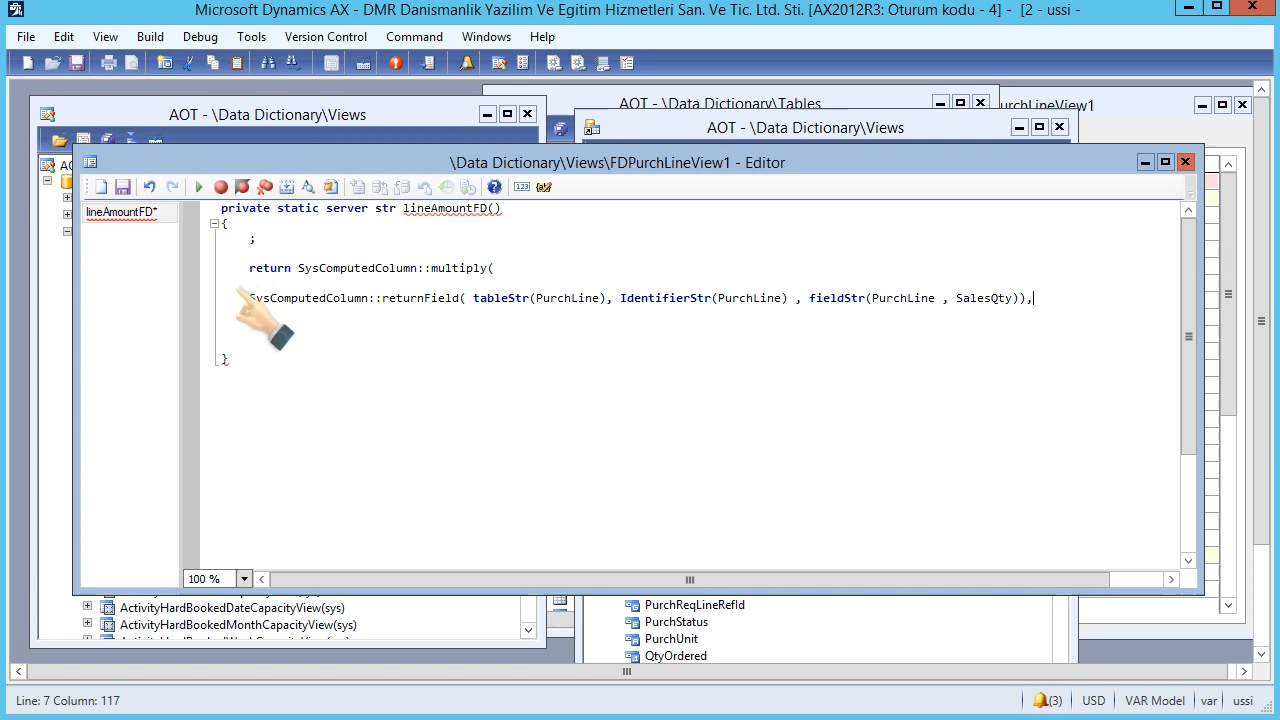 Microsoft Dynamics AX - DMR Danismanlik Yazilim Ve Egitim Hizmetleri San. Ve Tic. Ltd. Sti. [AX2012R3: Oturum kodu - 4] - [2 - ussi -
File Edit View Build Debug Tools Version Control Command Windows Help
AOT - \Data Dictionary\Tables
urchLineView1
AOT - \Data Dictionary\Views
AOT - \Data Dictionary\Views
\Data Dictionary\Views\FDPurchLineView1 - Editor
lineAmountFD*
private static server str lineAmountFD()
{
;
return SysComputedColumn::multiply(
SysComputedColumn::returnField( tableStr(PurchLine), IdentifierStr(PurchLine) , fieldStr(PurchLine , SalesQty)),
}
100 %
ActivityHardBookedDateCapacityView(sys)
ActivityHardBookedMonthCapacityView(sys)
PurchReqLineRefId
PurchStatus
PurchUnit
QtyOrdered
Line: 7 Column: 117
(3) USD VAR Model var ussi